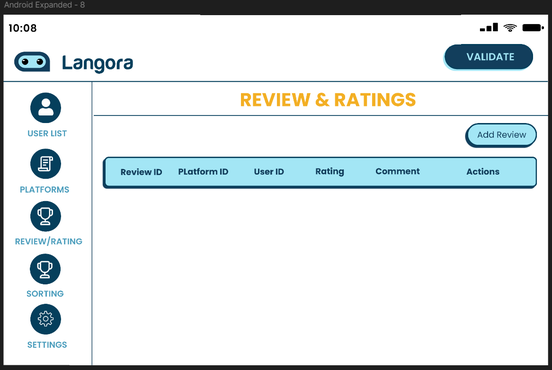 Android Expanded - 8
10:08
Langora
VALIDATE
REVIEW & RATINGS
Add Review
Review ID PLatform ID User ID Rating Comment Actions
USER LIST
PLATFORMS
REVIEW/RATING
SORTING
SETTINGS